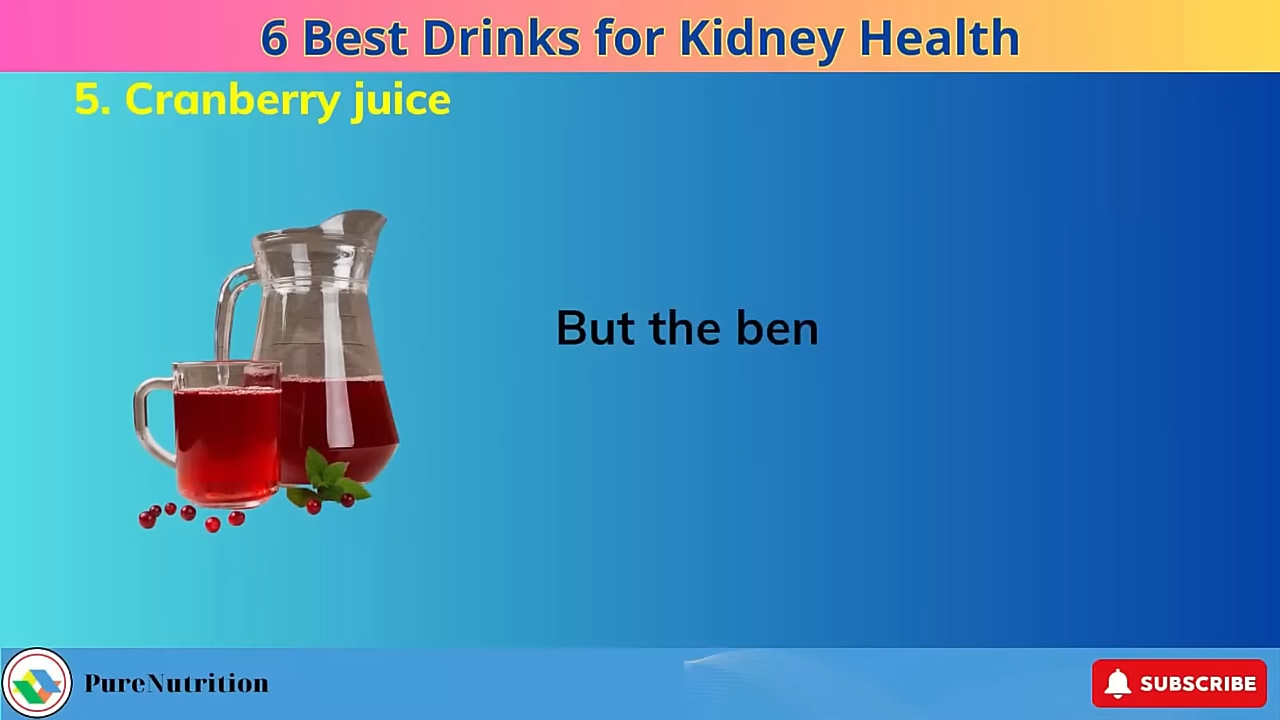 6 Best Drinks for Kidney Health
5. Cranberry juice
But the ben
PureNutrition
SUBSCRIBE